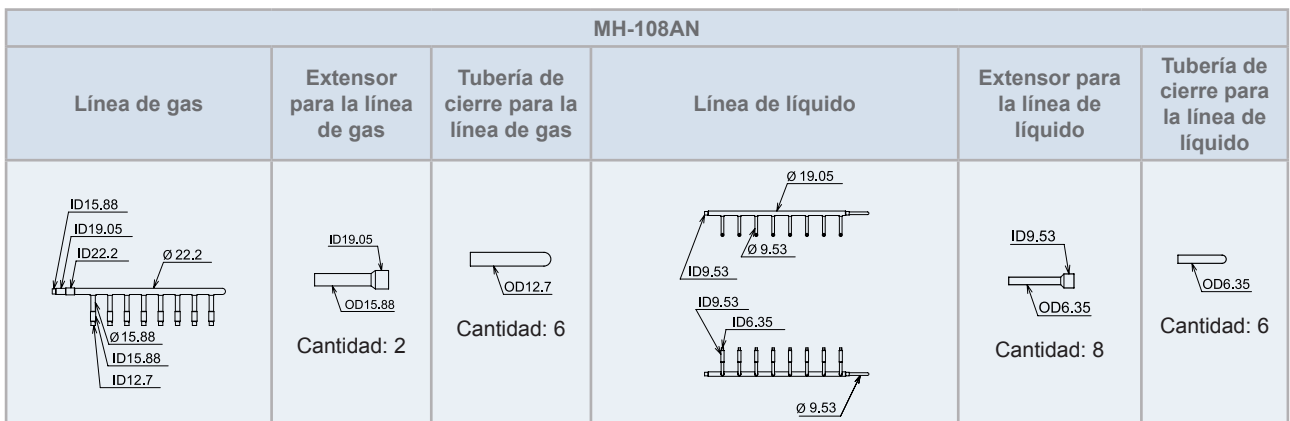 MH-108AN
Línea de gas
Extensor
para la línea
de gas
Tubería de
cierre para la
línea de gas
Línea de líquido
Extensor para
la línea de
líquido
Tubería de
cierre para
la línea de
líquido
ID15.88
ID19.05
ID22.2
Ø 22.2
Ø 15.88
ID15.88
ID12.7
ID19.05
OD15.88
Cantidad: 2
OD12.7
Cantidad: 6
Ø 19.05
Ø 9.53
ID9.53
ID9.53
ID6.35
Ø 9.53
ID9.53
OD6.35
Cantidad: 8
OD6.35
Cantidad: 6